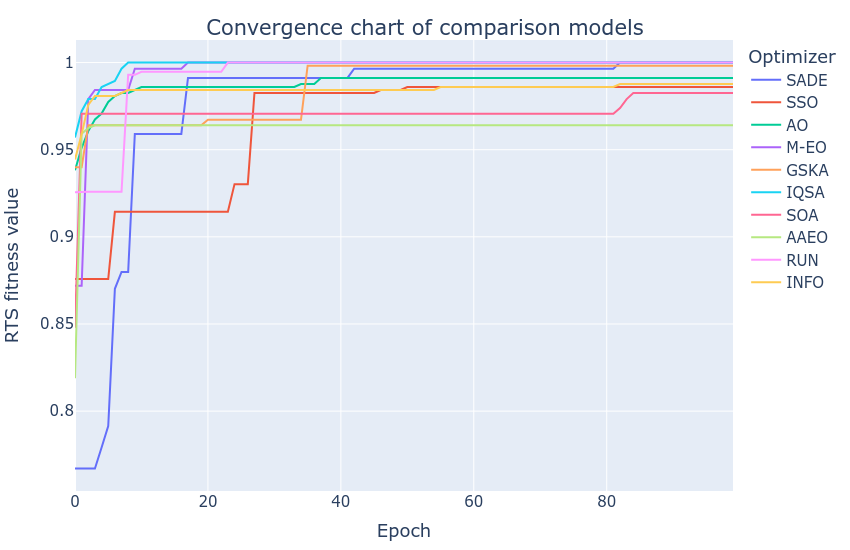 Convergence chart of comparison models
RTS fitness value
1
0.95
0.9
0.85
0.8
0
20
40
60
80
Epoch
Optimizer
SADE
SSO
AO
M-EO
GSKA
IQSA
SOA
AAEO
RUN
INFO